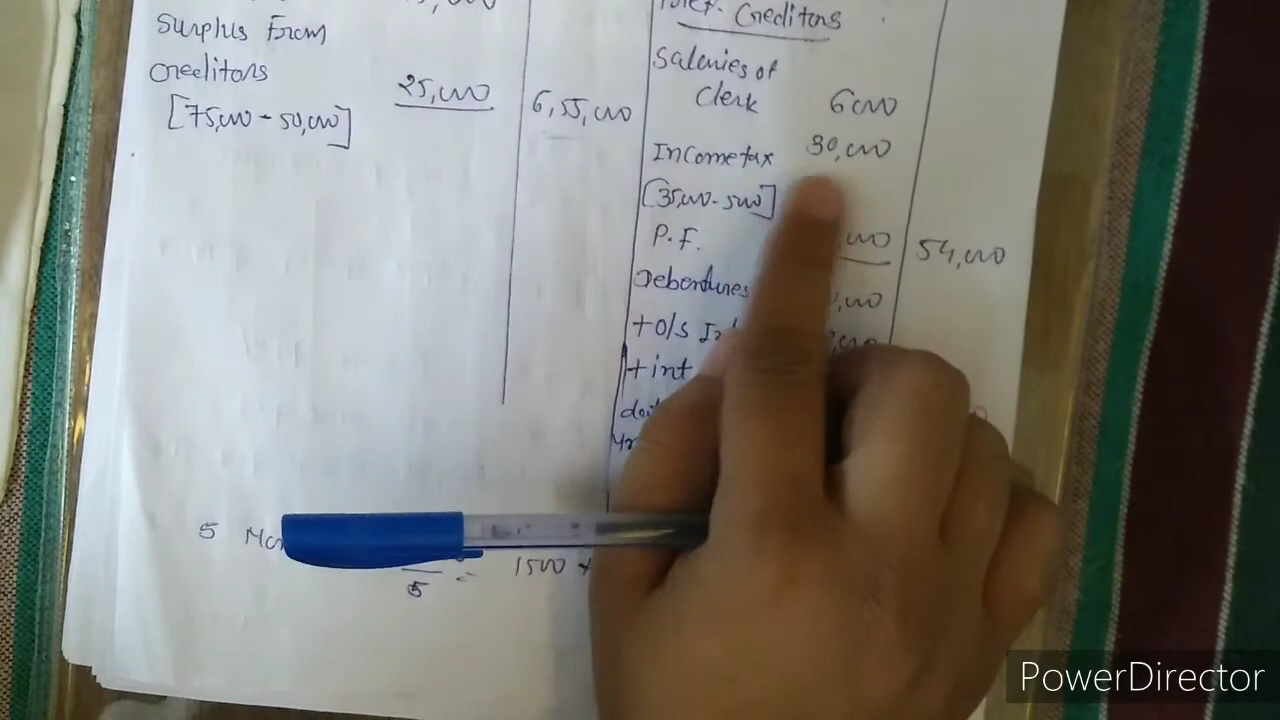 Surplus From
Creditors 25,000
[75,000 - 50,000] 6,55,000
Pref. Creditors
Salaries of
Clerk 6000
Incometax 30,000
[35,000 - 5000]
P.F. 54,000
Debentures
+ o/s
+ int
5
5 = 1500 ×
PowerDirector